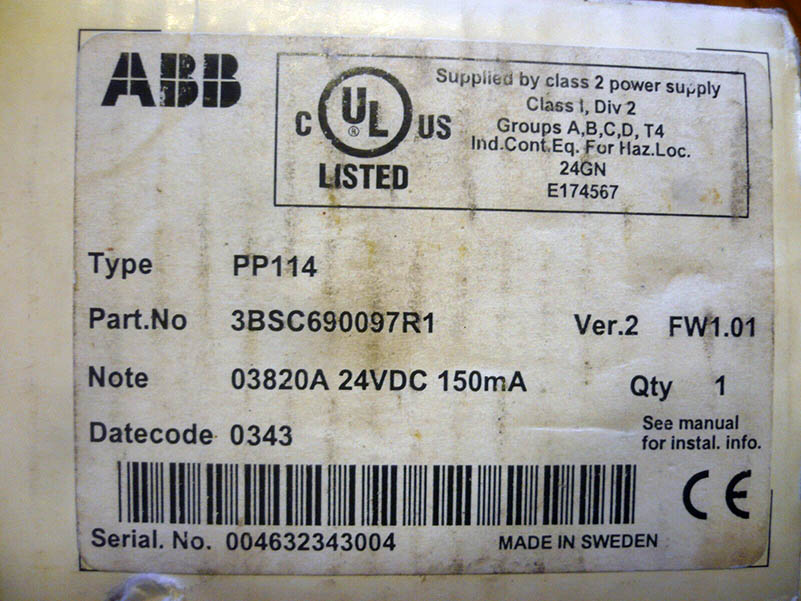 ABB
C UL ® US
LISTED
Supplied by class 2 power supply
Class I, Div 2
Groups A,B,C,D, T4
Ind.Cont.Eq. For Haz.Loc.
24GN
E174567
Type PP114
Part.No 3BSC690097R1 Ver.2 FW1.01
Note 03820A 24VDC 150mA Qty 1
Datecode 0343
See manual
for instal. info.
CE
Serial. No. 004632343004 MADE IN SWEDEN